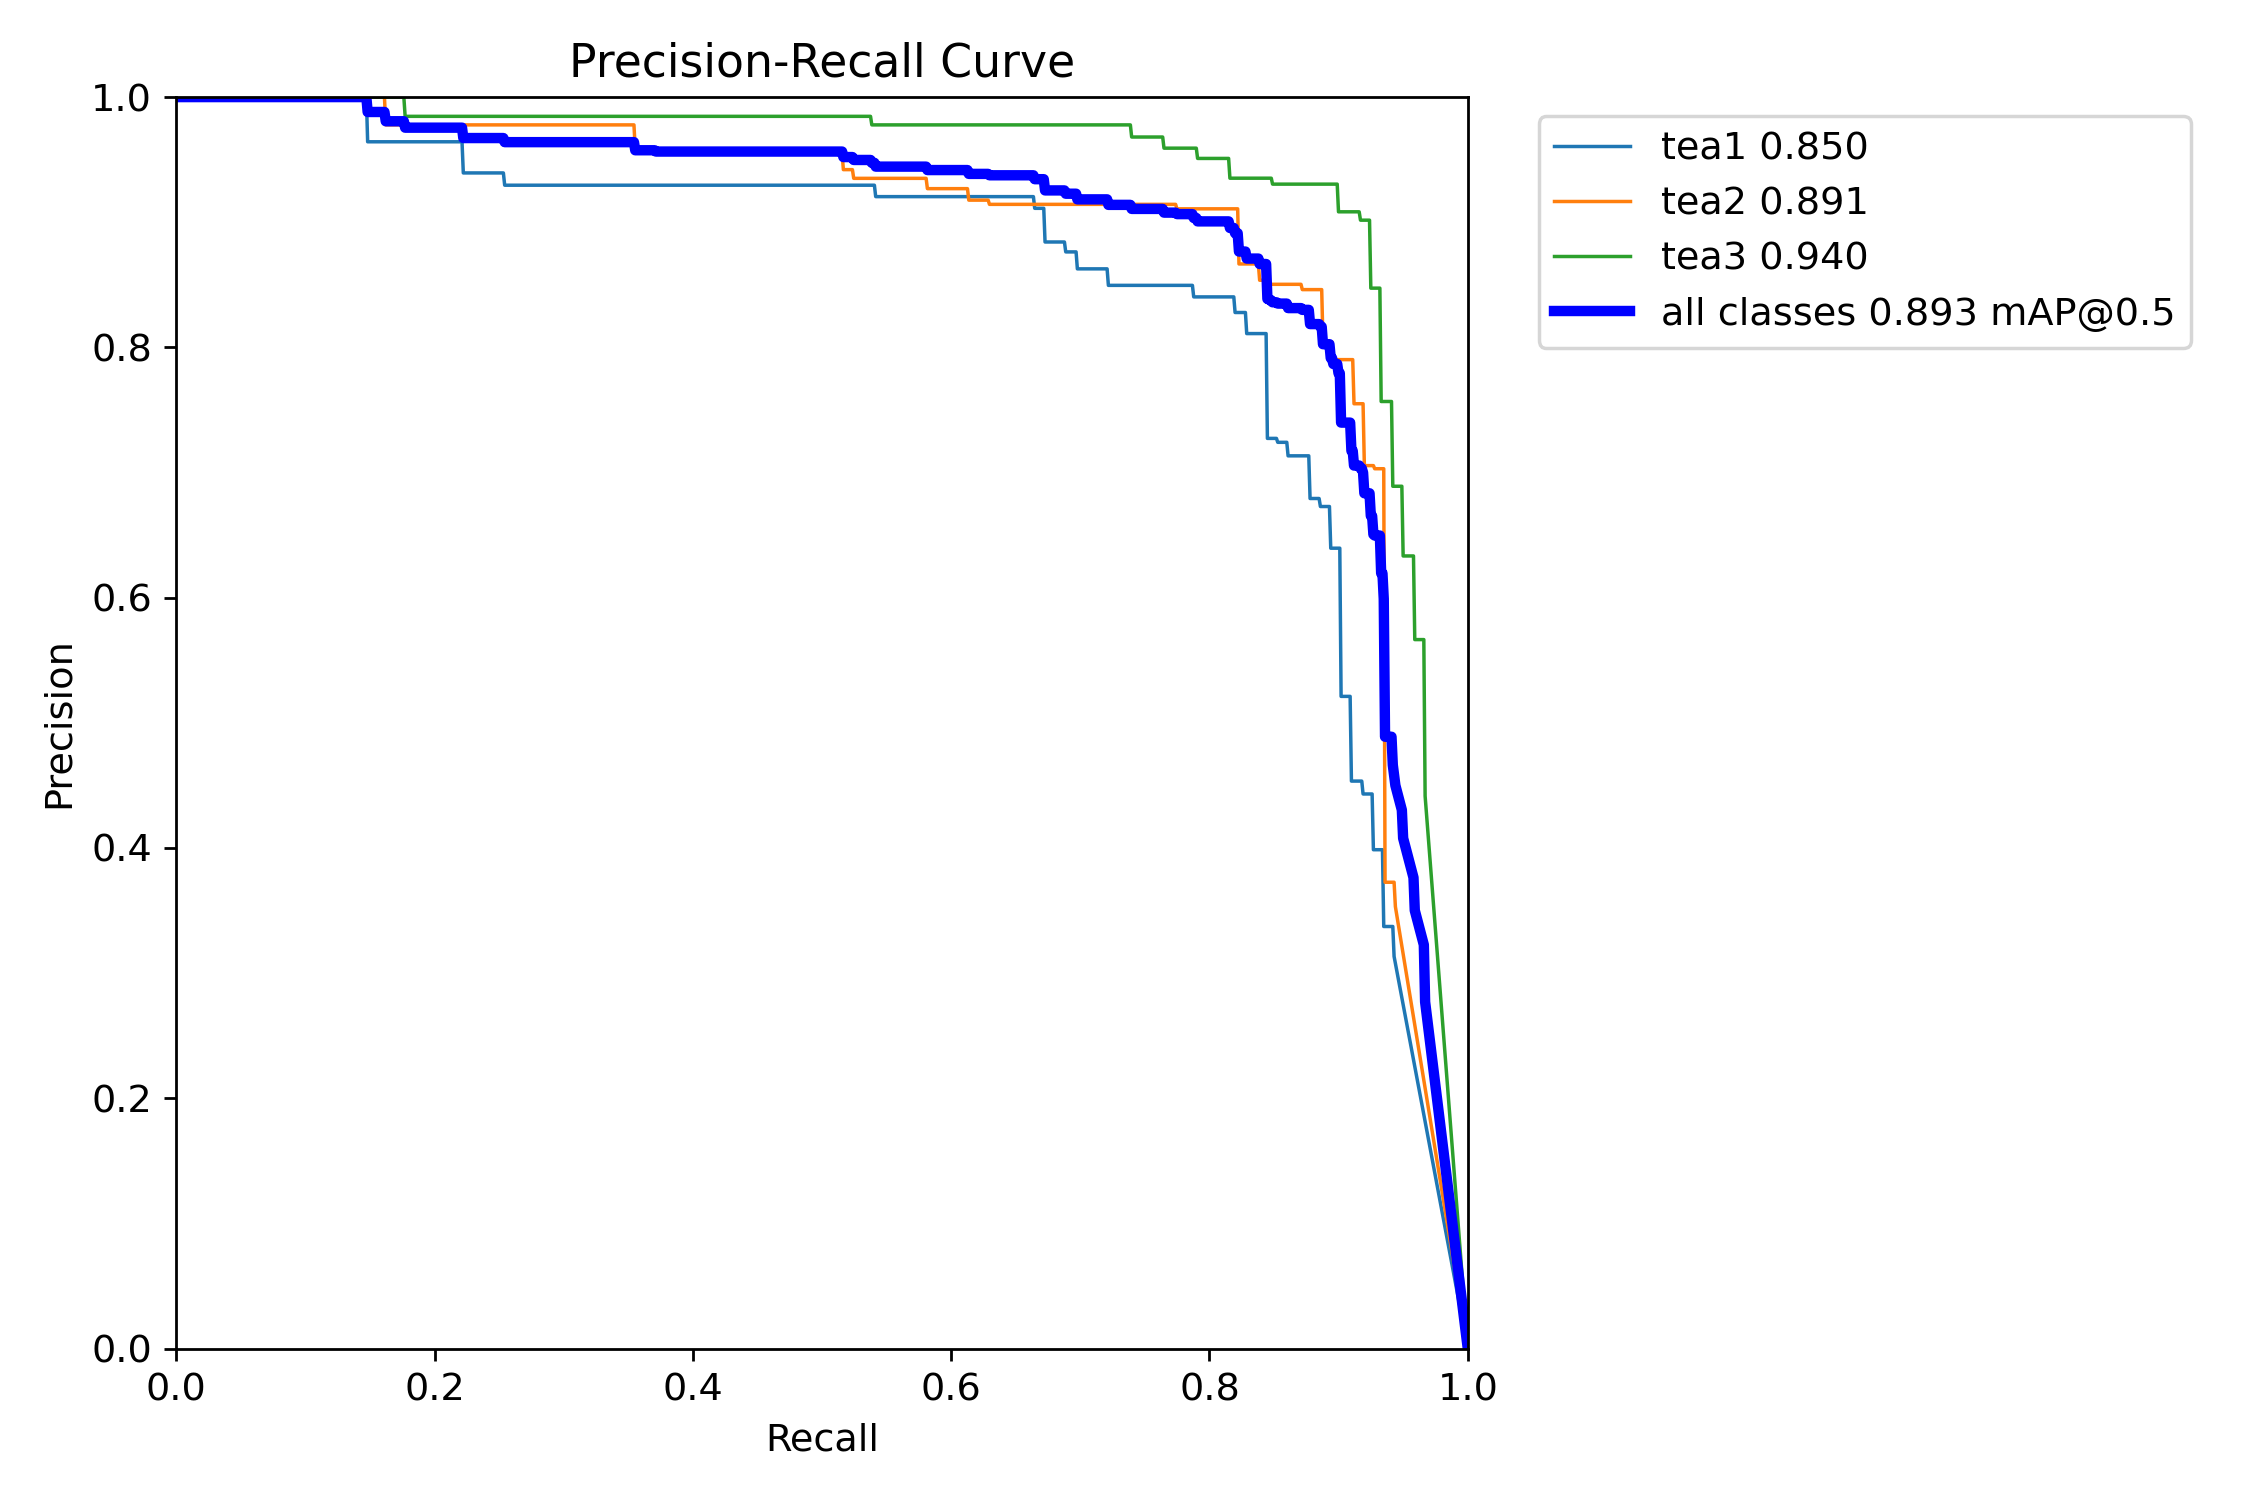 Precision-Recall Curve
1.0
0.8
0.6
0.4
0.2
0.0
Precision
0.0 0.2 0.4 0.6 0.8 1.0
Recall
tea1 0.850
tea2 0.891
tea3 0.940
all classes 0.893 mAP@0.5